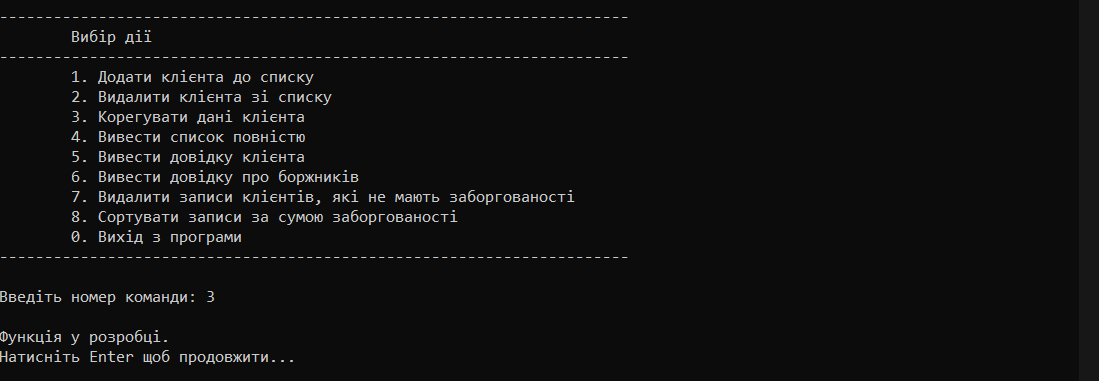 ----------------------------------------------------------------------
Вибір дії
----------------------------------------------------------------------
1. Додати клієнта до списку
2. Видалити клієнта зі списку
3. Корегувати дані клієнта
4. Вивести список повністю
5. Вивести довідку клієнта
6. Вивести довідку про боржників
7. Видалити записи клієнтів, які не мають заборгованості
8. Сортувати записи за сумою заборгованості
0. Вихід з програми
----------------------------------------------------------------------
Введіть номер команди: 3
Функція у розробці.
Натисніть Enter щоб продовжити...